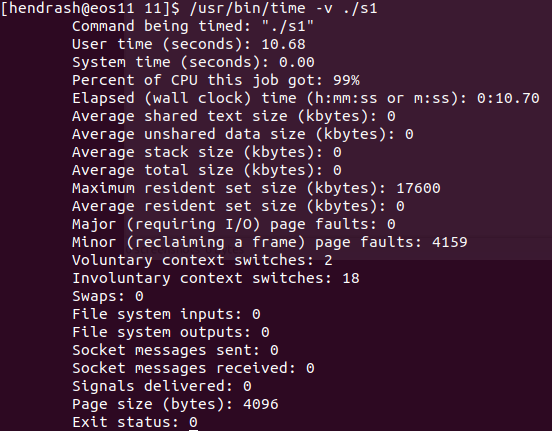 [hendrash@eos11 11]$ /usr/bin/time -v ./s1
Command being timed: "./s1"
User time (seconds): 10.68
System time (seconds): 0.00
Percent of CPU this job got: 99%
Elapsed (wall clock) time (h:mm:ss or m:ss): 0:10.70
Average shared text size (kbytes): 0
Average unshared data size (kbytes): 0
Average stack size (kbytes): 0
Average total size (kbytes): 0
Maximum resident set size (kbytes): 17600
Average resident set size (kbytes): 0
Major (requiring I/O) page faults: 0
Minor (reclaiming a frame) page faults: 4159
Voluntary context switches: 2
Involuntary context switches: 18
Swaps: 0
File system inputs: 0
File system outputs: 0
Socket messages sent: 0
Socket messages received: 0
Signals delivered: 0
Page size (bytes): 4096
Exit status: 0